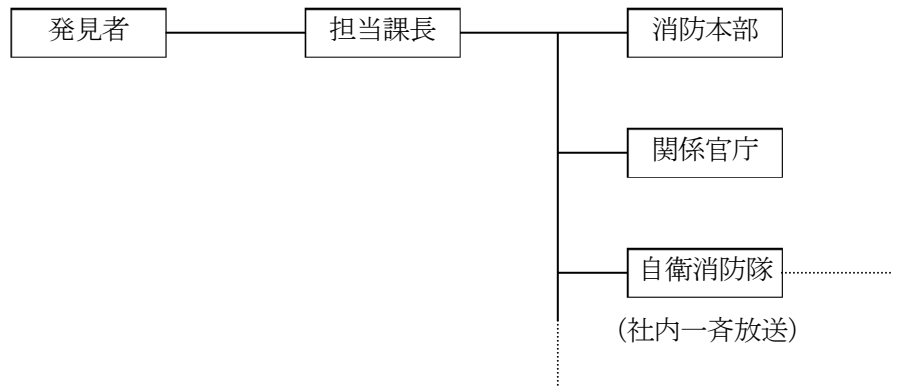 発見者
担当課長
消防本部
関係官庁
自衛消防隊
(社内一斉放送)